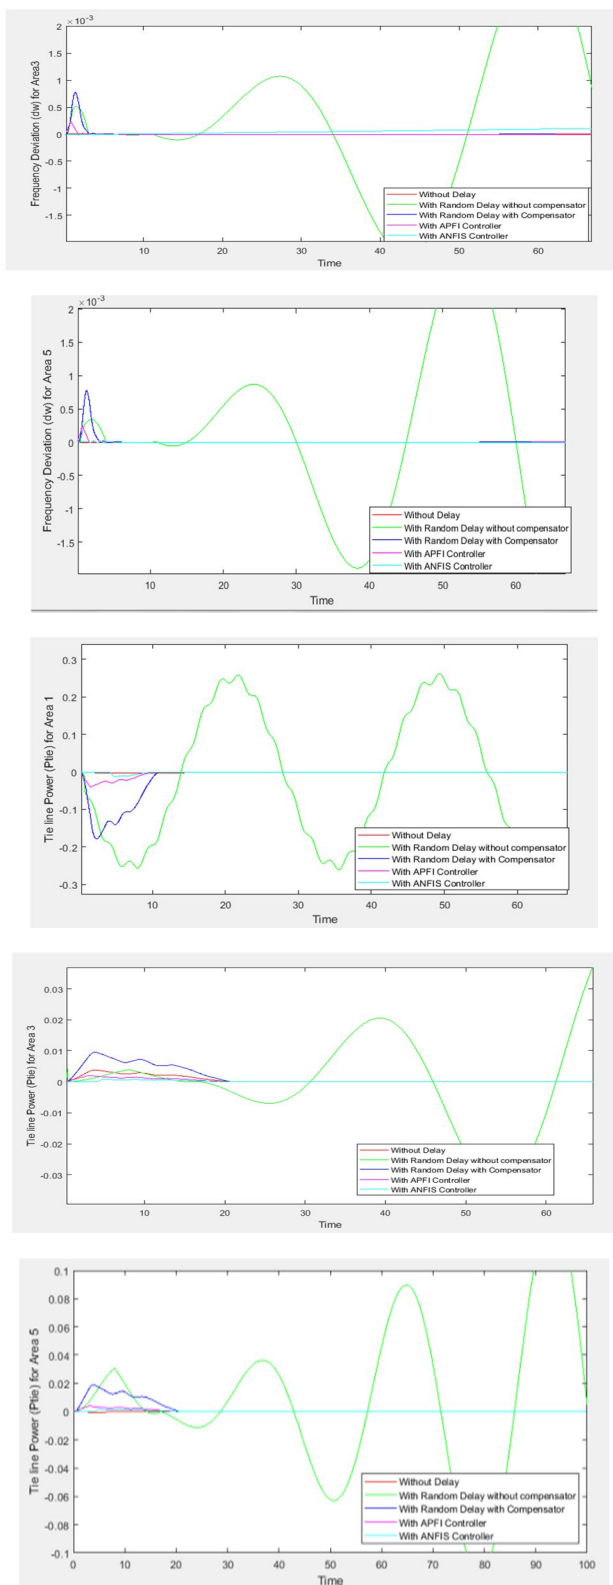 ×10⁻³
2
1.5
1
0.5
0
-0.5
-1
-1.5
Frequency Deviation (dw) for Area3
10 20 30 40 50 60
Time
Without Delay
With Random Delay without compensator
With Random Delay with Compensator
With APFI Controller
With ANFIS Controller
×10⁻³
2
1.5
1
0.5
0
-0.5
-1
-1.5
Frequency Deviation (dw) for Area 5
10 20 30 40 50 60
Time
Without Delay
With Random Delay without compensator
With Random Delay with Compensator
With APFI Controller
With ANFIS Controller
0.3
0.2
0.1
0
-0.1
-0.2
-0.3
Tie line Power (Ptie) for Area 1
10 20 30 40 50 60
Time
Without Delay
With Random Delay without compensator
With Random Delay with Compensator
With APFI Controller
With ANFIS Controller
0.03
0.02
0.01
0
-0.01
-0.02
-0.03
Tie line Power (Ptie) for Area 3
10 20 30 40 50 60
Time
Without Delay
With Random Delay without compensator
With Random Delay with Compensator
With APFI Controller
With ANFIS Controller
0.1
0.08
0.06
0.04
0.02
0
-0.02
-0.04
-0.06
-0.08
-0.1
Tie line Power (Ptie) for Area 5
0 10 20 30 40 50 60 70 80 90 100
Time
Without Delay
With Random Delay without compensator
With Random Delay with Compensator
With APFI Controller
With ANFIS Controller